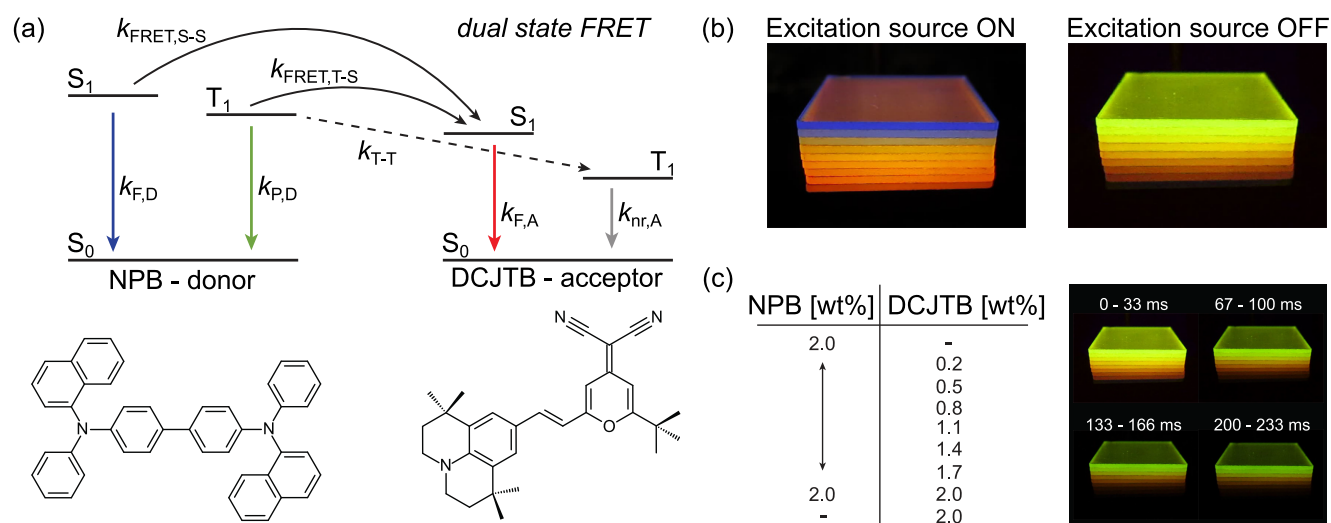 (a)
dual state FRET
kFRET,S-S
kFRET,T-S
S1
T1
S1
kT-T
T1
kF,D
kP,D
kF,A
knr,A
S0
S0
NPB - donor
DCJTB - acceptor
N
N
N
N
O
N
(b)
Excitation source ON
Excitation source OFF
(c)
NPB [wt%] DCJTB [wt%]
2.0 -
0.2
0.5
0.8
1.1
1.4
1.7
2.0 2.0
- 2.0
0 - 33 ms
67 - 100 ms
133 - 166 ms
200 - 233 ms